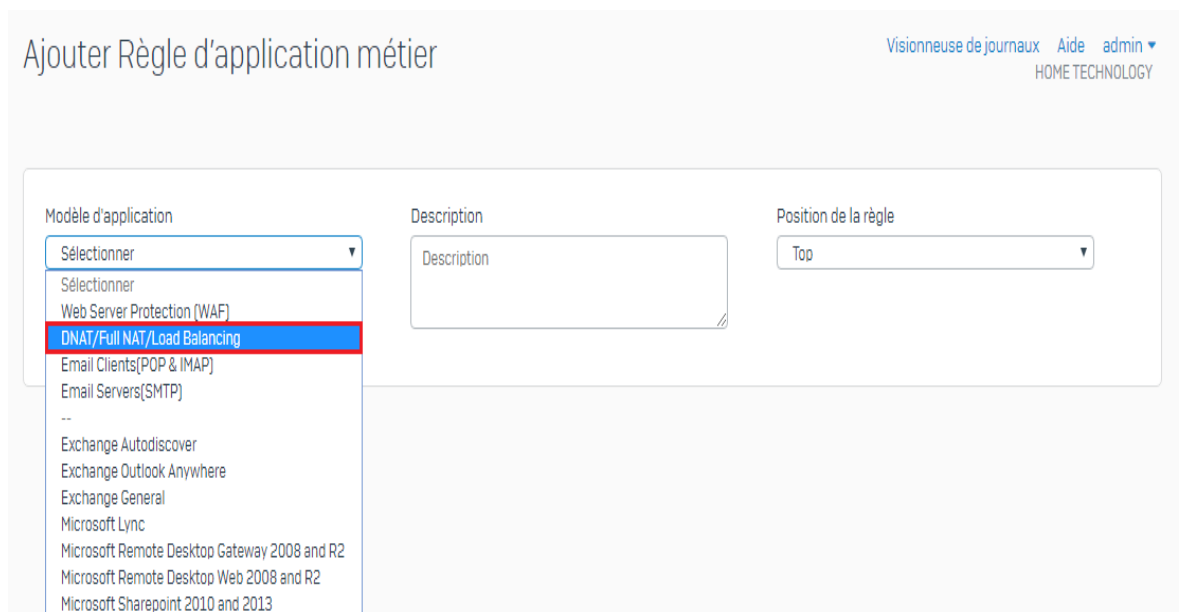 Ajouter Règle d'application métier
Visionneuse de journaux Aide admin
HOME TECHNOLOGY
Modèle d'application
Description
Position de la règle
Sélectionner
Description
Top
Sélectionner
Web Server Protection (WAF)
DNAT/Full NAT/Load Balancing
Email Clients(POP & IMAP)
Email Servers(SMTP)
--
Exchange Autodiscover
Exchange Outlook Anywhere
Exchange General
Microsoft Lync
Microsoft Remote Desktop Gateway 2008 and R2
Microsoft Remote Desktop Web 2008 and R2
Microsoft Sharepoint 2010 and 2013